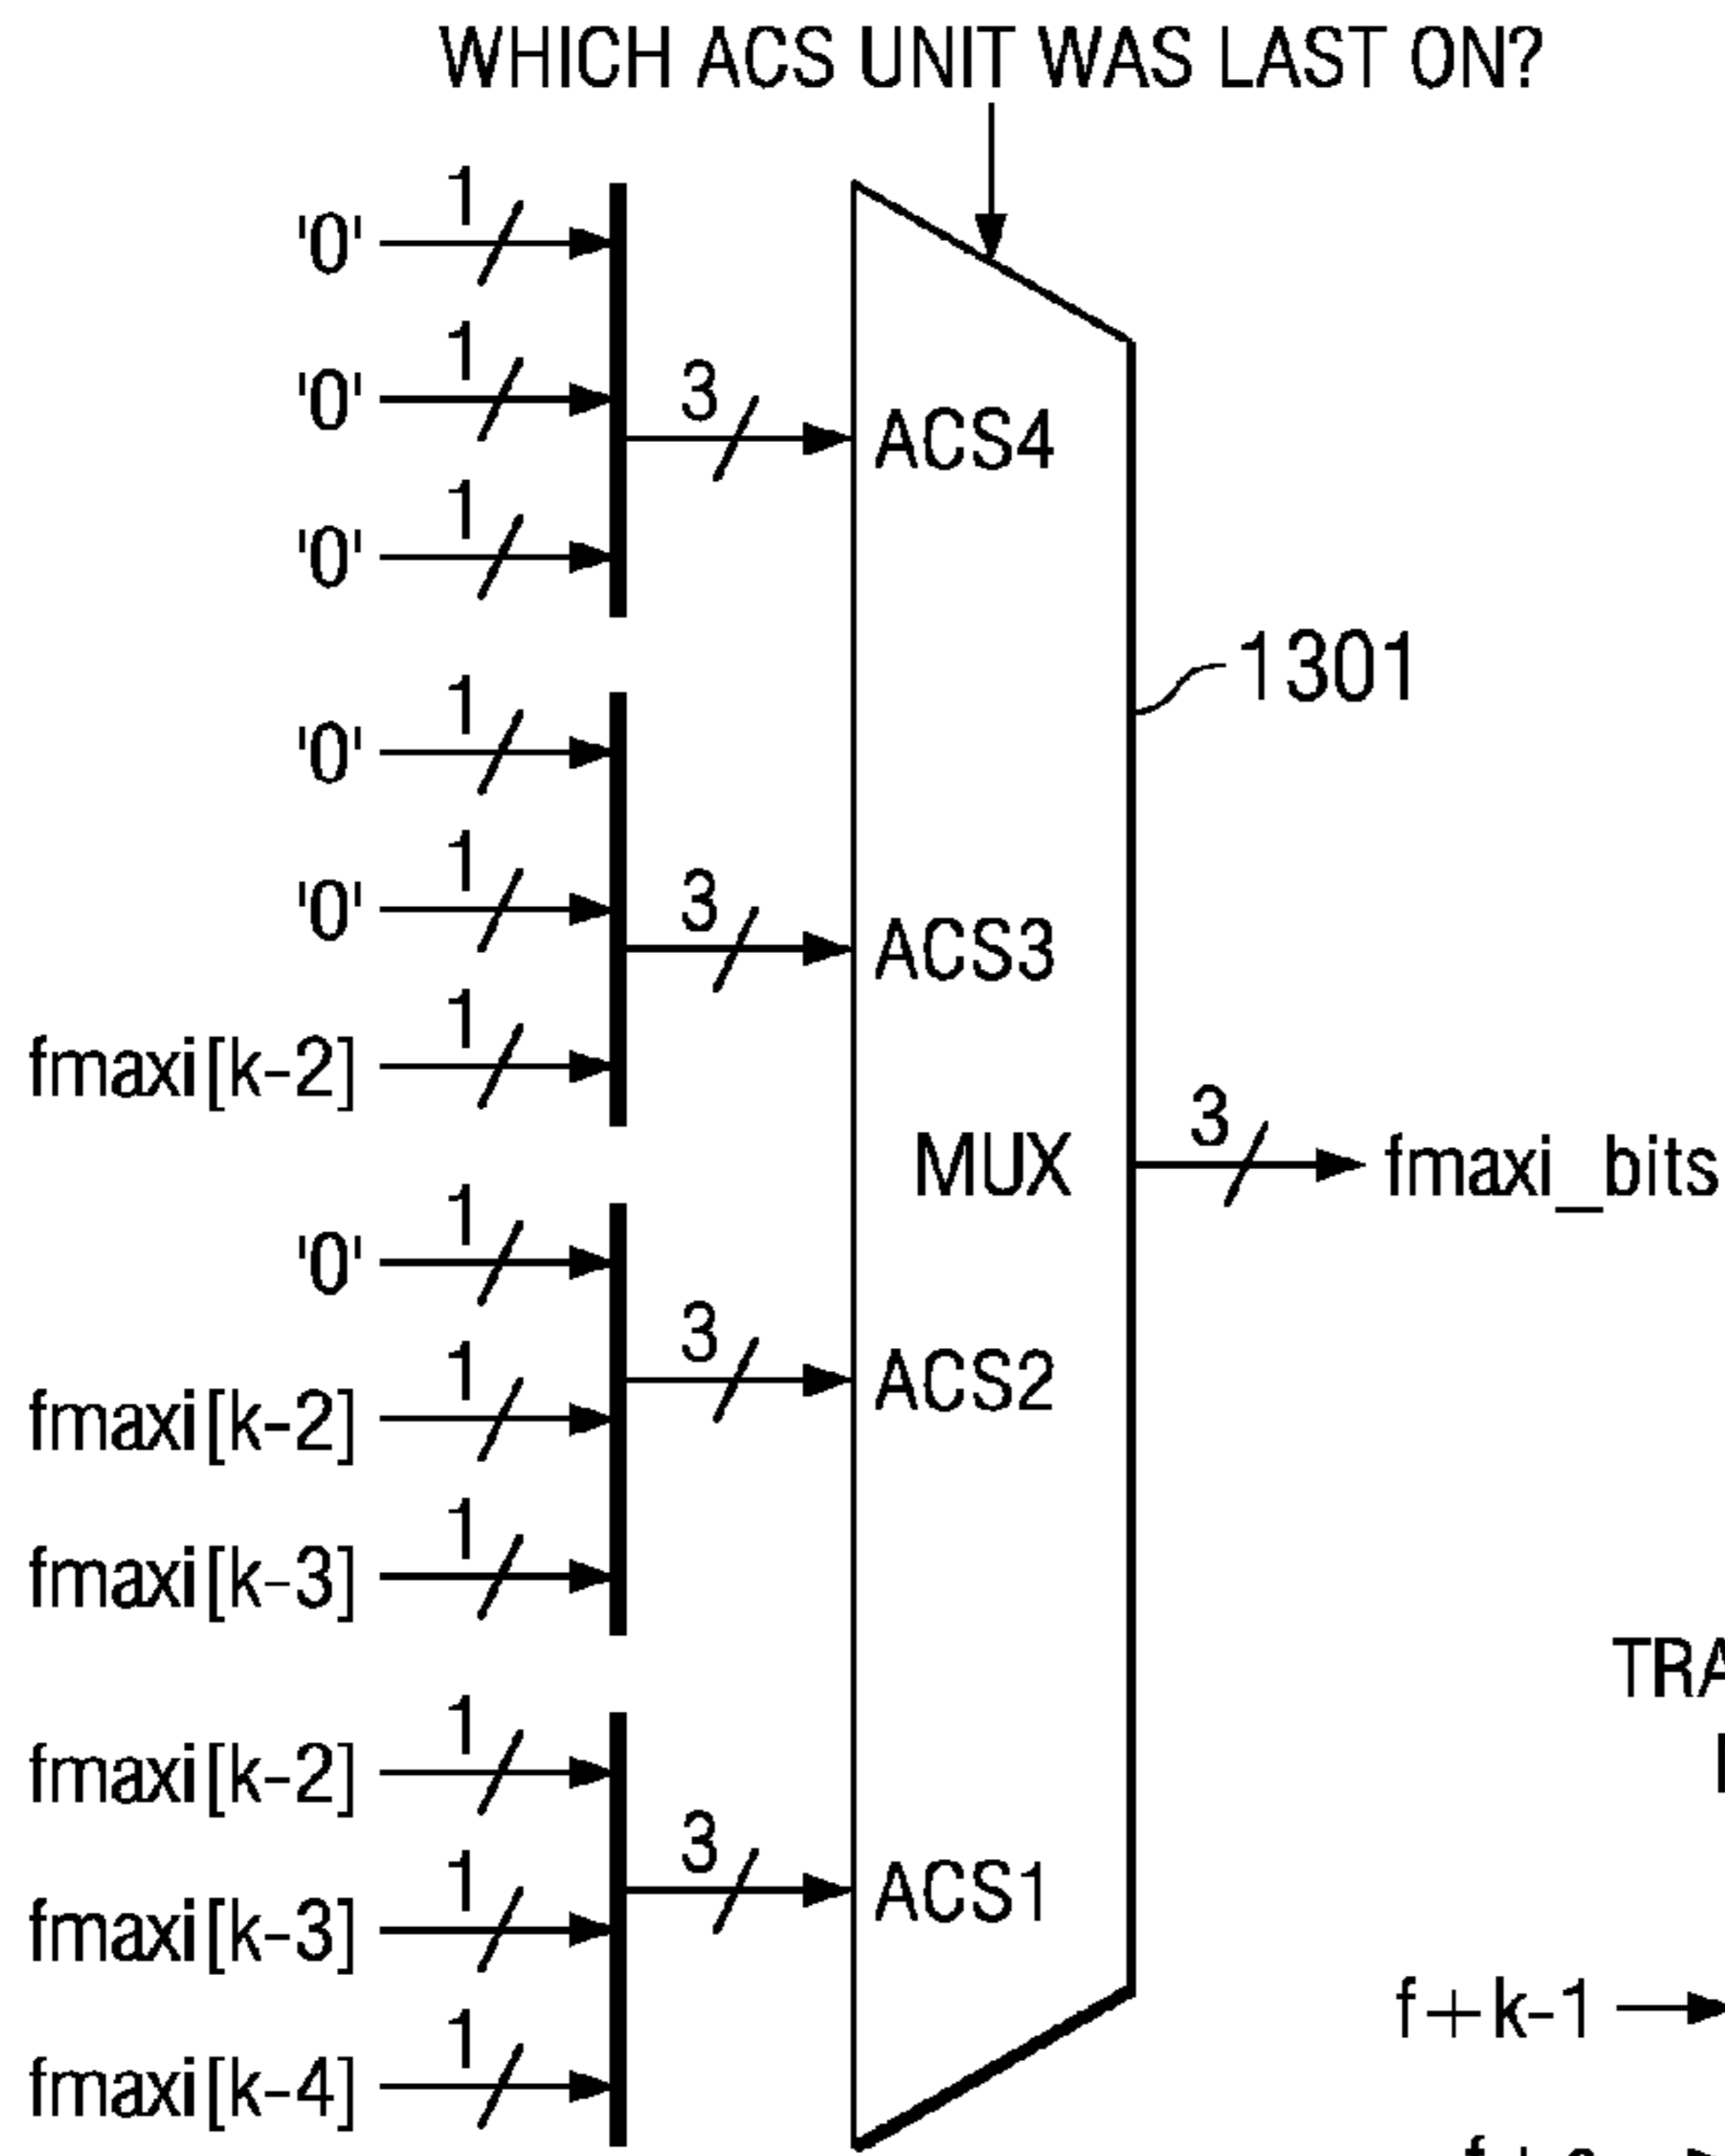 WHICH ACS UNIT WAS LAST ON?
1
'0'
1
'0'
3
ACS4
1
'0'
1301
1
'0'
1
'0'
3
ACS3
1
fmaxi[k-2]
MUX
3
fmaxi_bits
1
'0'
3
ACS2
1
fmaxi[k-2]
1
fmaxi[k-3]
1
fmaxi[k-2]
3
ACS1
1
fmaxi[k-3]
f+k-1
1
fmaxi[k-4]